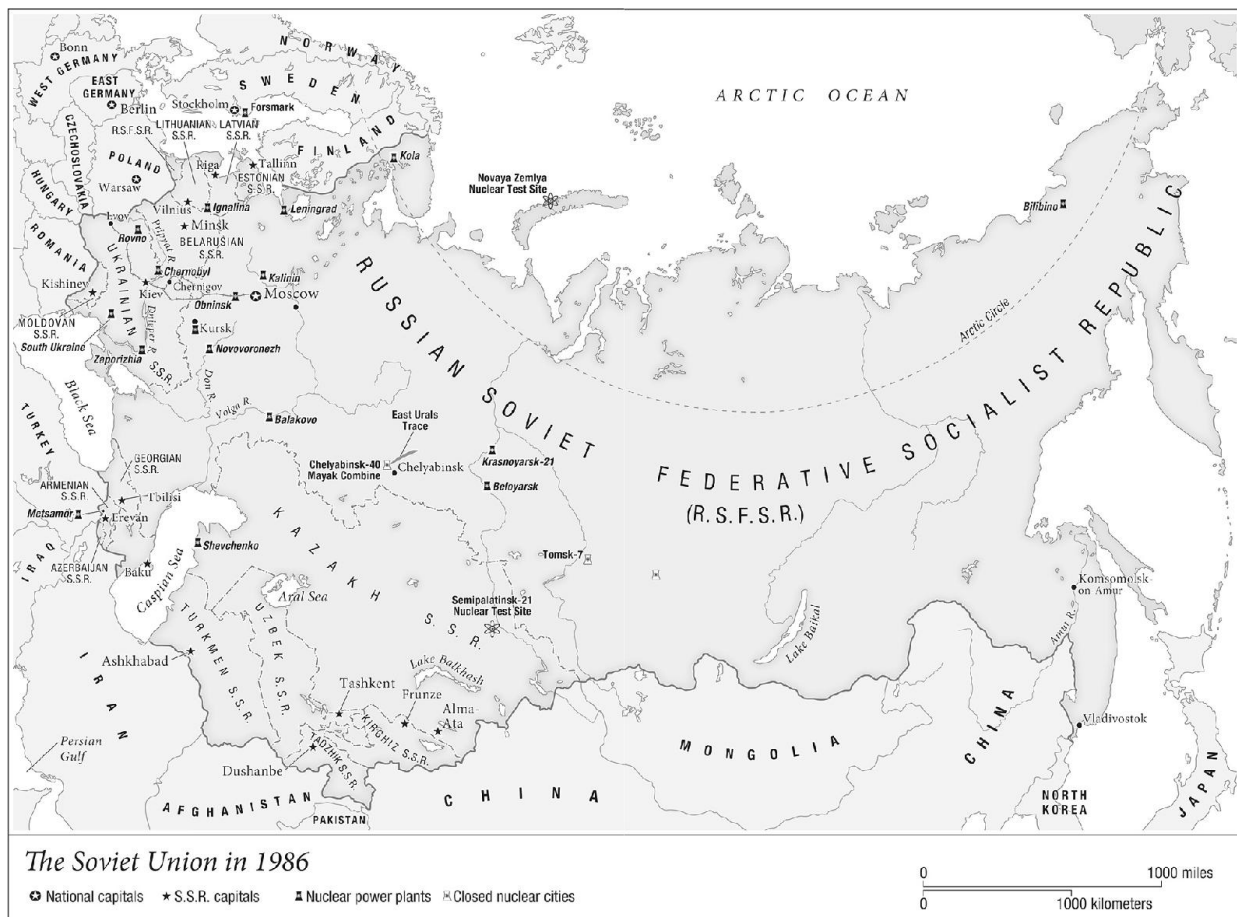 NORWAY
Bonn
WEST GERMANY
EAST
GERMANY
Berlin
SWEDEN
Stockholm
Forsmark
ARCTIC OCEAN
R.S.F.S.R.
LITHUANIAN
S.S.R.
LATVIAN
S.S.R.
CZECHOSLOVAKIA
POLAND
FINLAND
Riga
Tallinn
ESTONIAN
S.S.R.
Kola
Warsaw
HUNGARY
Novaya Zemlya
Nuclear Test Site
Vilnius
Ignalina
Leningrad
Bilibino
Lvov
Rovno
Pripyat R.
Minsk
BELARUSIAN
S.S.R.
ROMANIA
UKRAINIAN
S.S.R.
Chernobyl
Chernigov
Kalinin
Kishinev
Kiev
Obninsk
Moscow
Arctic Circle
MOLDOVAN
S.S.R.
South Ukraine
Dnieper R.
Kursk
Zaporizhia
Novovoronezh
RUSSIAN SOVIET FEDERATIVE SOCIALIST REPUBLIC
(R.S.F.S.R.)
Don R.
Volga R.
Black Sea
TURKEY
Balakovo
East Urals
Trace
Chelyabinsk-40
Mayak Combine
Chelyabinsk
Krasnoyarsk-21
Beloyarsk
GEORGIAN
S.S.R.
ARMENIAN
S.S.R.
Tbilisi
Metsamor
Erevan
IRAQ
AZERBAIJAN
S.S.R.
Baku
Caspian Sea
Shevchenko
KAZAKH S.S.R.
Tomsk-7
Aral Sea
Semipalatinsk-21
Nuclear Test Site
Komsomolsk-
on Amur
Amur R.
Lake Baikal
TURKMEN S.S.R.
UZBEK S.S.R.
Ashkhabad
IRAN
Lake Balkhash
Tashkent
Frunze
Alma-
Ata
KIRGHIZ S.S.R.
TADZHIK S.S.R.
Dushanbe
Persian
Gulf
AFGHANISTAN
PAKISTAN
CHINA
MONGOLIA
CHINA
Vladivostok
NORTH
KOREA
JAPAN
The Soviet Union in 1986
National capitals
S.S.R. capitals
Nuclear power plants
Closed nuclear cities
0 1000 miles
0 1000 kilometers